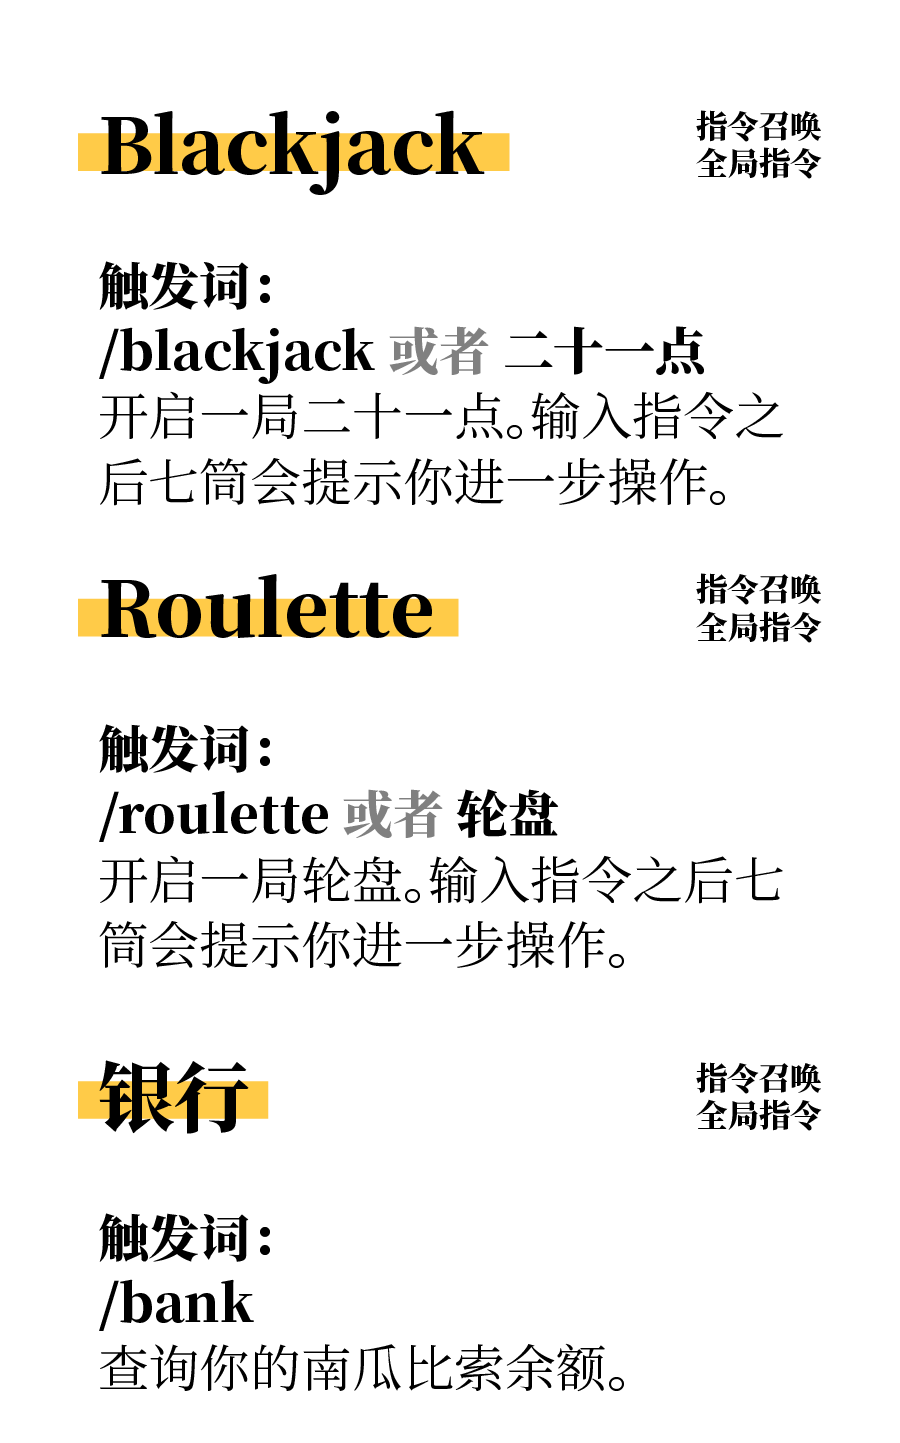 Blackjack
指令召唤
全局指令
触发词：
/blackjack 或者 二十一点
开启一局二十一点。输入指令之
后七筒会提示你进一步操作。
Roulette
指令召唤
全局指令
触发词：
/roulette 或者 轮盘
开启一局轮盘。输入指令之后七
筒会提示你进一步操作。
银行
指令召唤
全局指令
触发词：
/bank
查询你的南瓜比索余额。